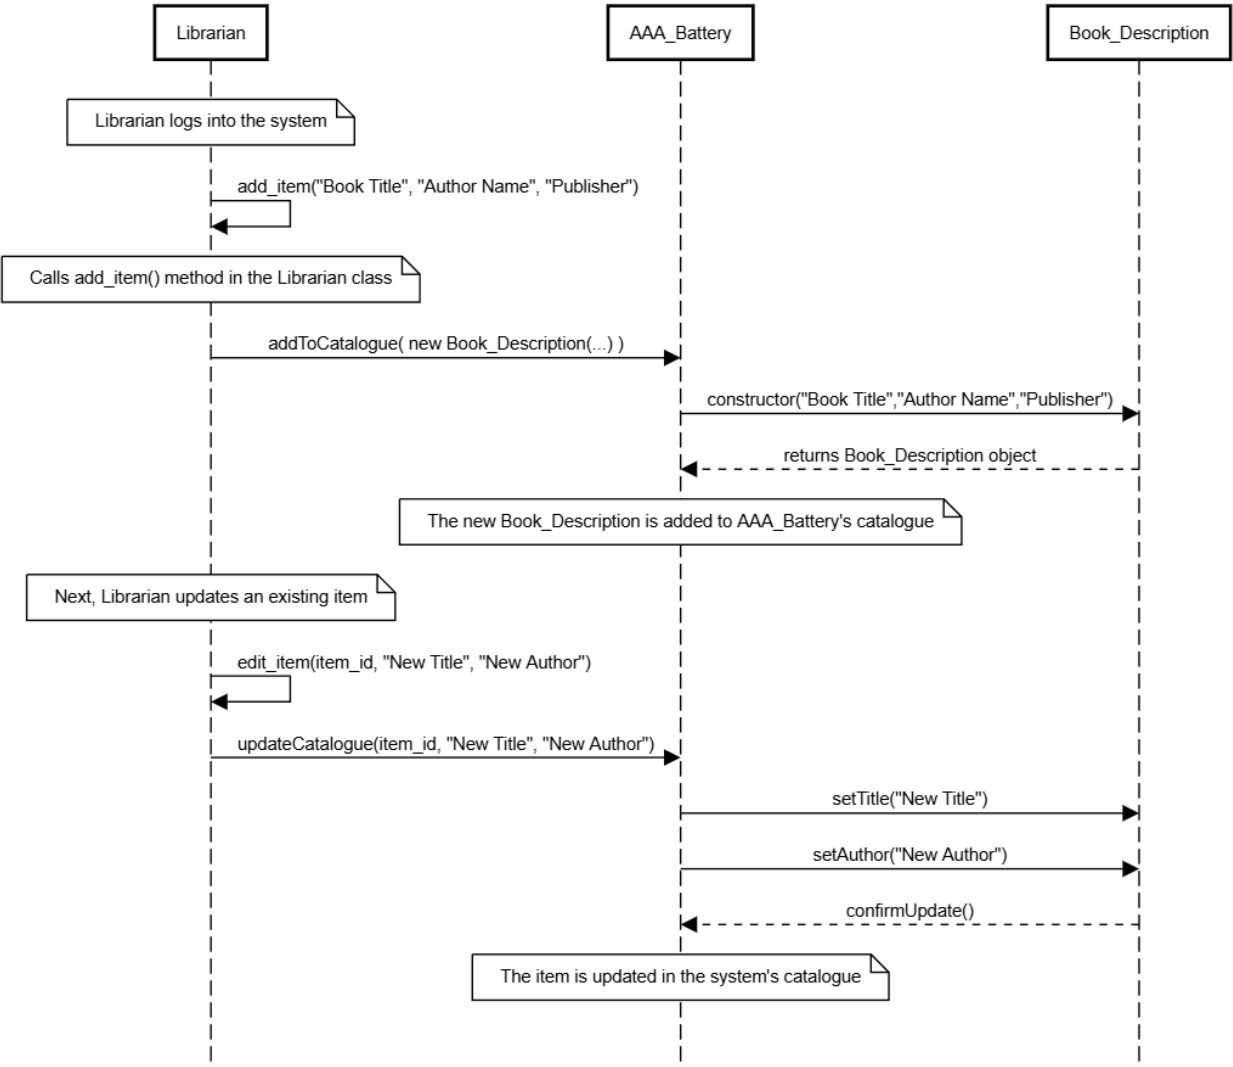 Librarian
AAA_Battery
Book_Description
Librarian logs into the system
add_item("Book Title", "Author Name", "Publisher")
Calls add_item() method in the Librarian class
addToCatalogue( new Book_Description(...) )
constructor("Book Title","Author Name","Publisher")
returns Book_Description object
The new Book_Description is added to AAA_Battery's catalogue
Next, Librarian updates an existing item
edit_item(item_id, "New Title", "New Author")
updateCatalogue(item_id, "New Title", "New Author")
setTitle("New Title")
setAuthor("New Author")
confirmUpdate()
The item is updated in the system's catalogue